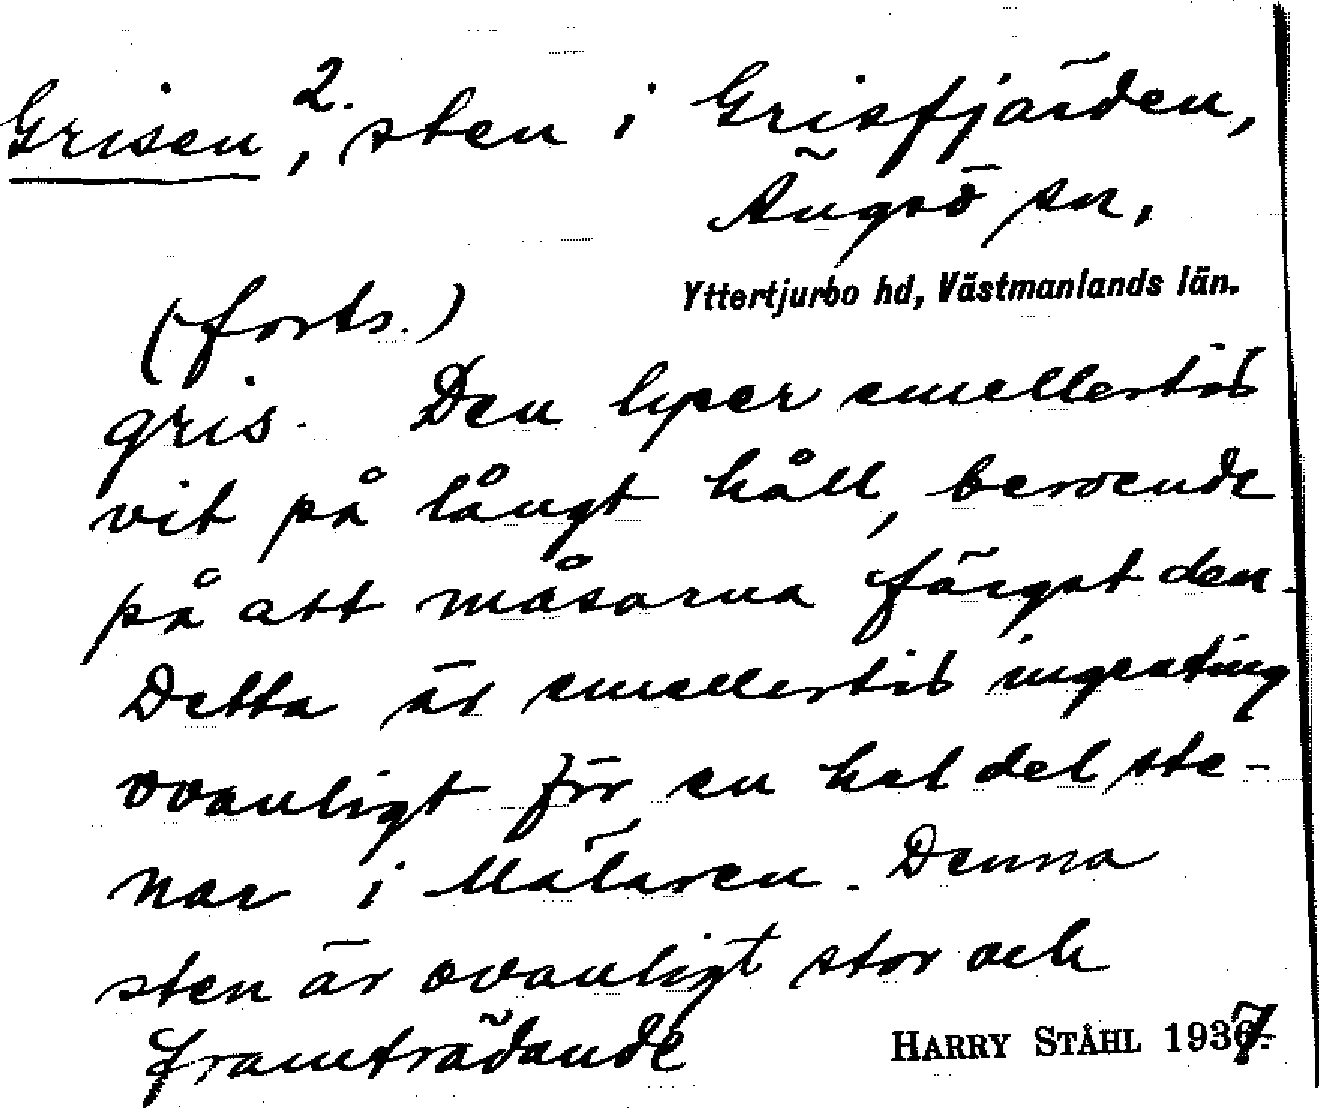 Grisen, 2. sten i Grisfjärden,
Ängsö sn,
Yttertjurbo hd, Västmanlands län.
(forts.)
gris. Den lyser emellertid
vit på långt håll, beroende
på att måsarna färgat den.
Detta är emellertid ingenting
ovanligt för en hel del ste-
nar i Mälaren. Denna
sten är ovanligt stor och
framträdande
HARRY STÅHL 1937.